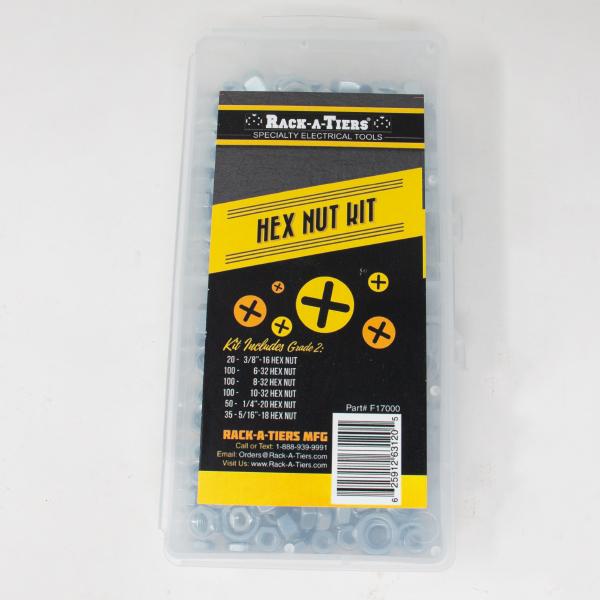 RACK-A-TIERS®
SPECIALTY ELECTRICAL TOOLS
HEX NUT KIT
Kit Includes Grade 2:
20 - 3/8"-16 HEX NUT
100 - 6-32 HEX NUT
100 - 8-32 HEX NUT
100 - 10-32 HEX NUT
50 - 1/4"-20 HEX NUT
35 - 5/16"-18 HEX NUT
Part# F17000
RACK-A-TIERS MFG
Call or Text: 1-888-939-9991
Email: Orders@Rack-A-Tiers.com
Visit Us: www.Rack-A-Tiers.com
6 25912 63120 5